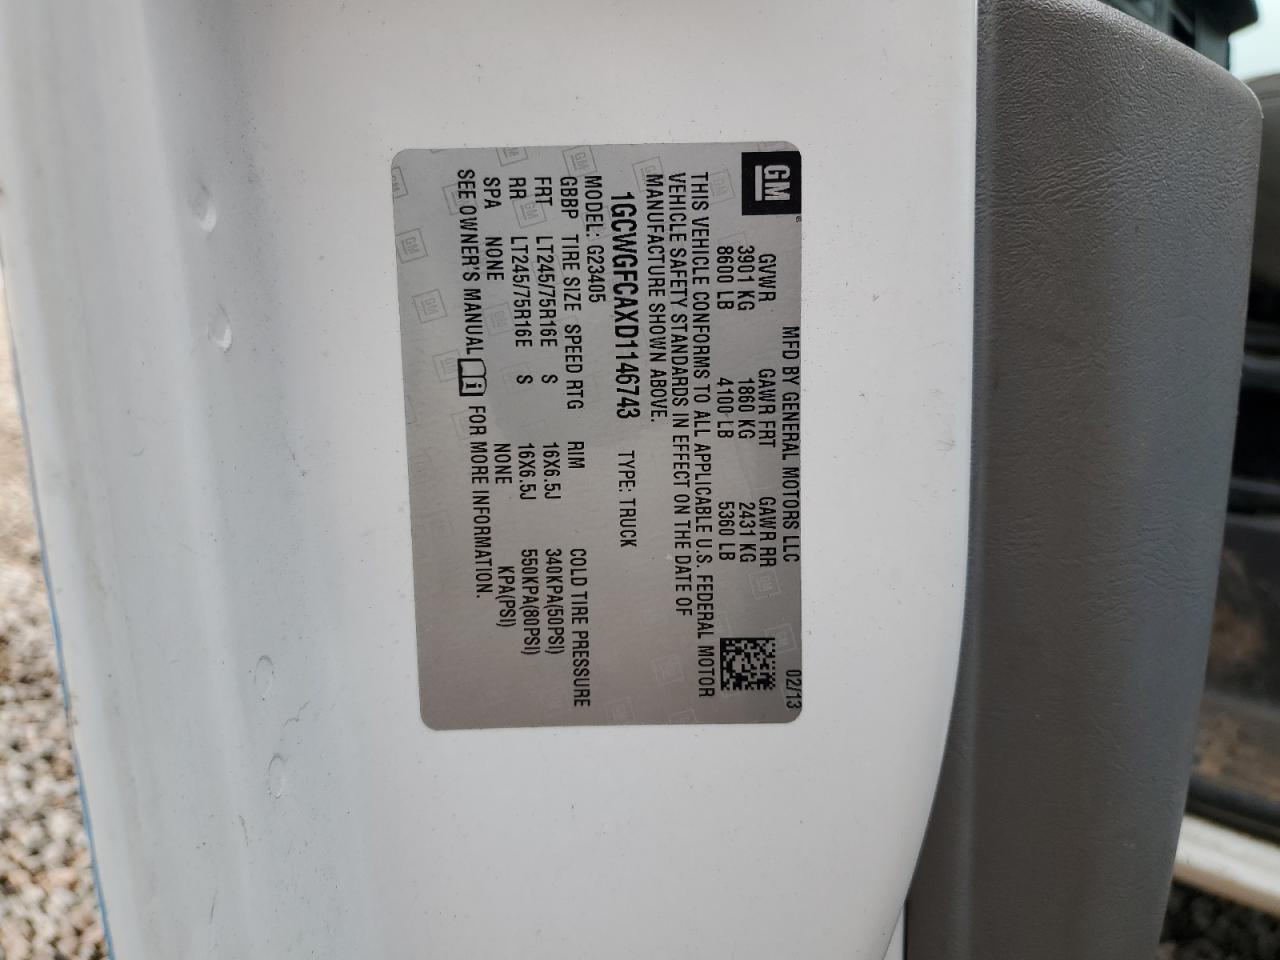 GM
MFD BY GENERAL MOTORS LLC 02/13
GVWR GAWR FRT GAWR RR
3901 KG 1860 KG 2431 KG
8600 LB 4100 LB 5360 LB
THIS VEHICLE CONFORMS TO ALL APPLICABLE U.S. FEDERAL MOTOR
VEHICLE SAFETY STANDARDS IN EFFECT ON THE DATE OF
MANUFACTURE SHOWN ABOVE.
1GCWGFCAXD1146743 TYPE: TRUCK
MODEL: G23405
GBBP TIRE SIZE SPEED RTG RIM COLD TIRE PRESSURE
FRT LT245/75R16E S 16X6.5J 340KPA(50PSI)
RR LT245/75R16E S 16X6.5J 550KPA(80PSI)
SPA NONE NONE KPA(PSI)
SEE OWNER'S MANUAL FOR MORE INFORMATION.